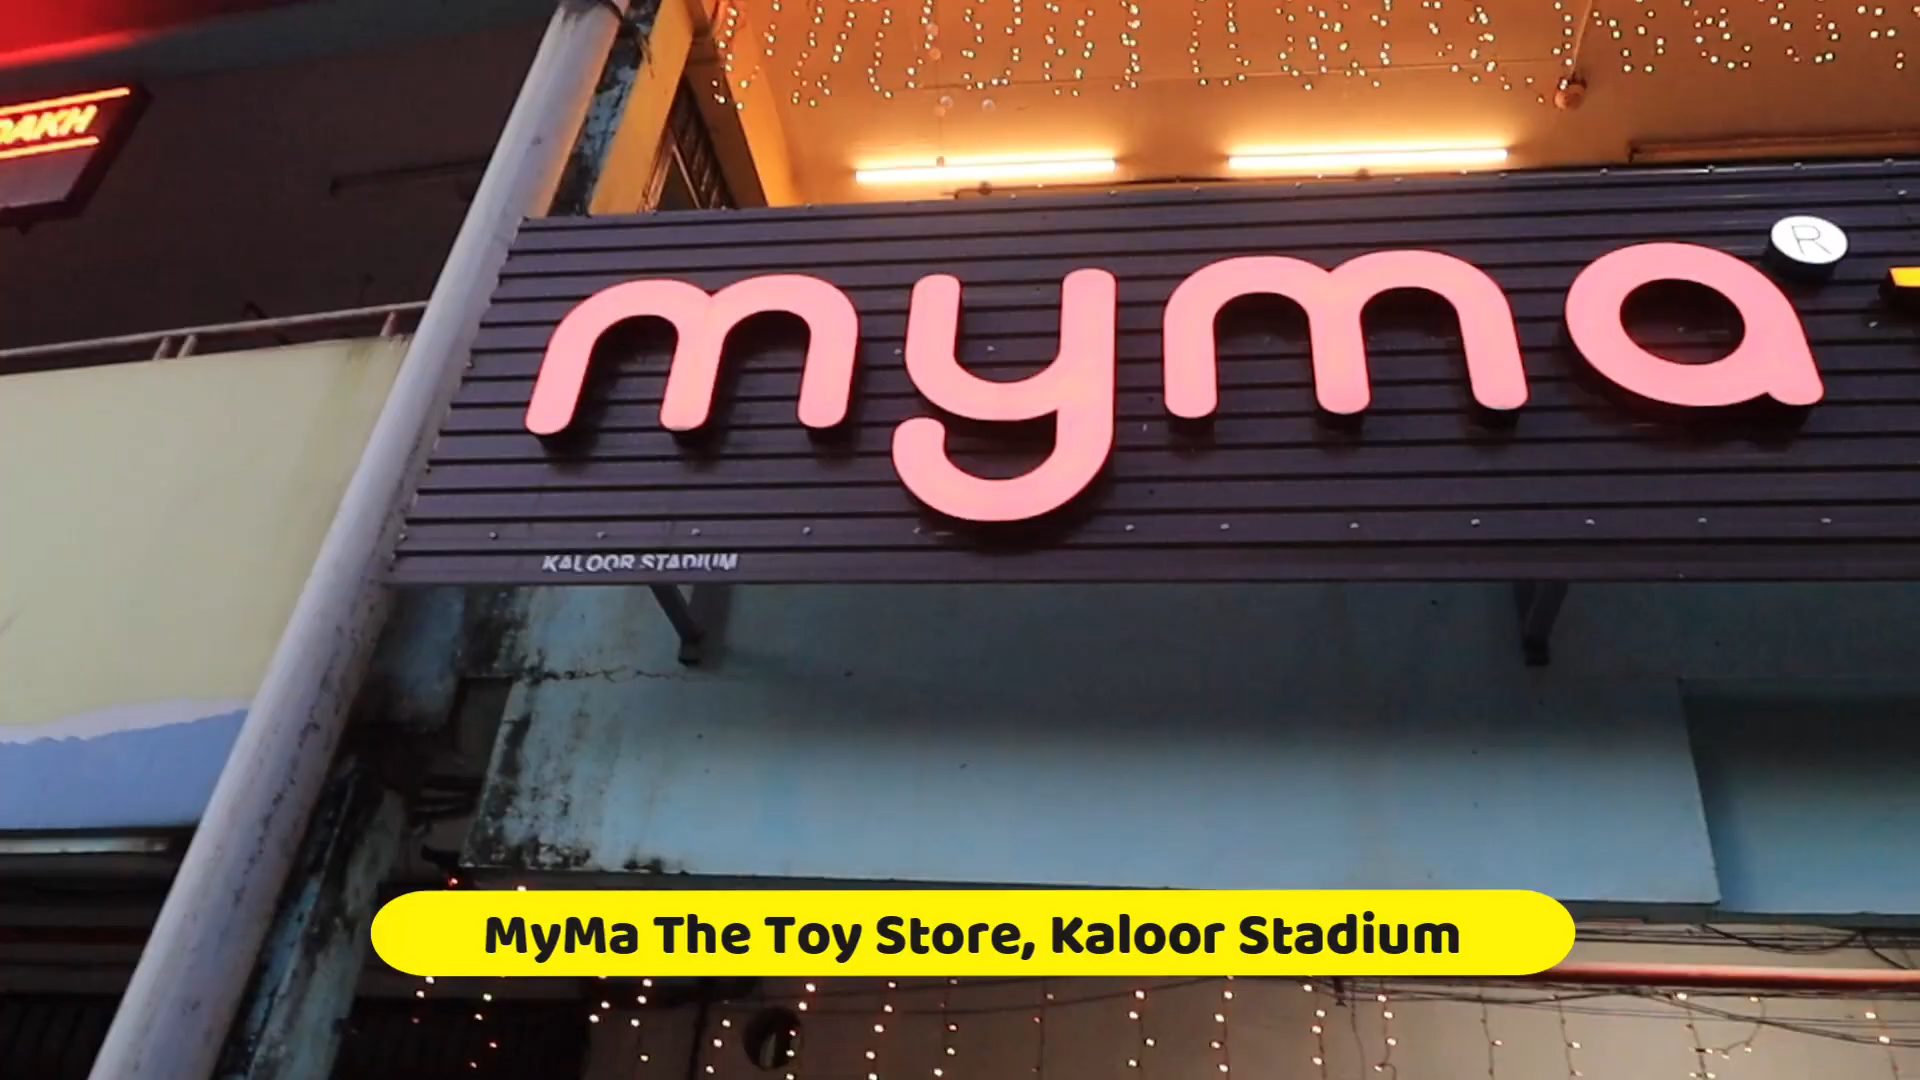 myma
R
KALOOR STADIUM
MyMa The Toy Store, Kaloor Stadium